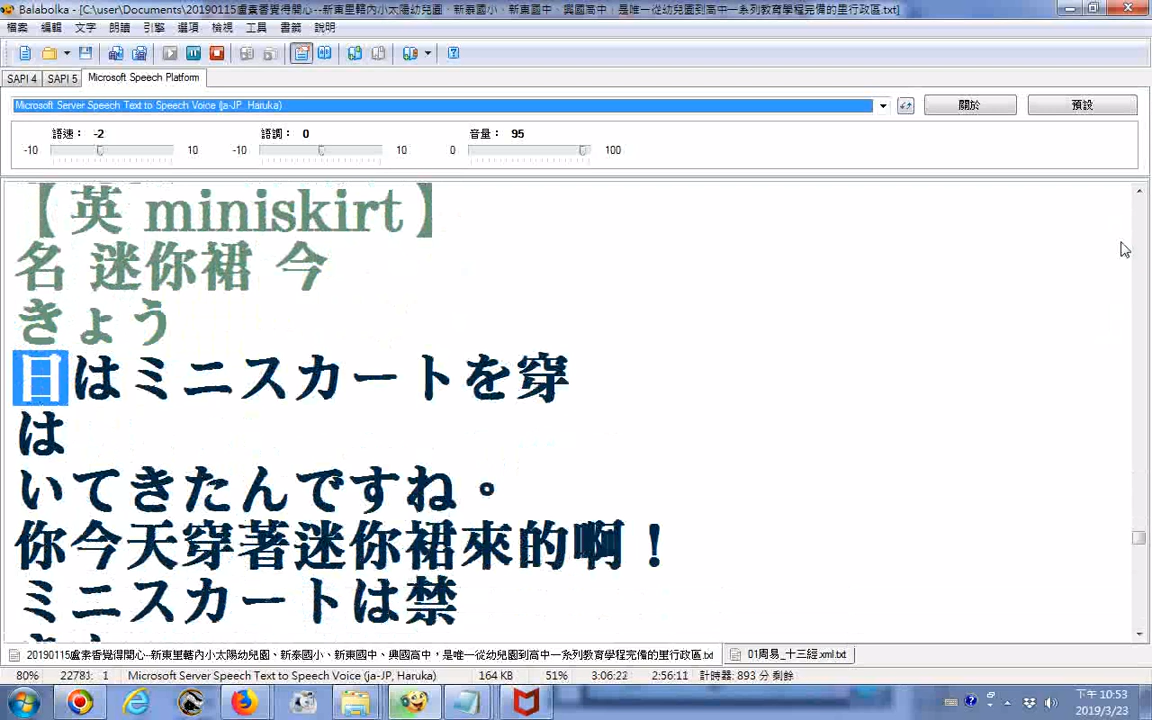 Balabolka - [C:\user\Documents\20190115盧素香覺得開心--新東里轄內小太陽幼兒園、新泰國小、新東國中、興國高中，是唯一從幼兒園到高中一系列教育學程完備的里行政區.txt]
檔案 編輯 文字 朗讀 引擎 選項 檢視 工具 書籤 說明
SAPI 4 SAPI 5 Microsoft Speech Platform
Microsoft Server Speech Text to Speech Voice (ja-JP, Haruka) 關於 預設
語速： -2 語調： 0 音量： 95
-10 10 -10 10 0 100
【英 miniskirt】
名 迷你裙 今
きょう
日はミニスカートを穿
は
いてきたんですね。
你今天穿著迷你裙來的啊！
ミニスカートは禁
20190115盧素香覺得開心--新東里轄內小太陽幼兒園、新泰國小、新東國中、興國高中，是唯一從幼兒園到高中一系列教育學程完備的里行政區.txt 01周易_十三經.xml.txt
80% 22783: 1 Microsoft Server Speech Text to Speech Voice (ja-JP, Haruka) 164 KB 51% 3:06:22 2:56:11 計時器: 893 分 剩餘
下午 10:53
2019/3/23